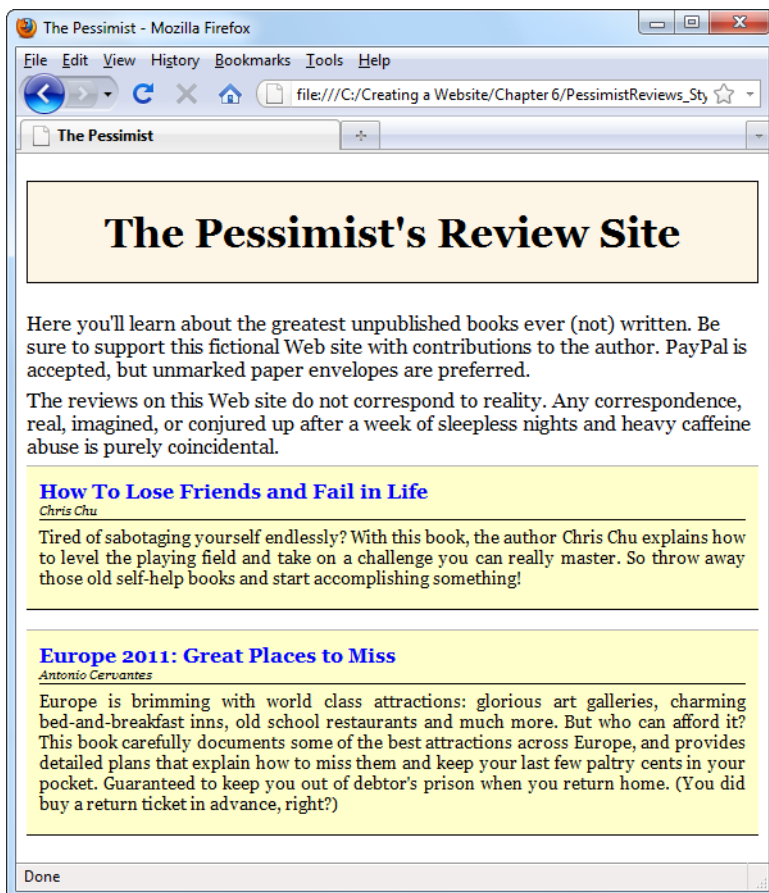 The Pessimist - Mozilla Firefox
File Edit View History Bookmarks Tools Help
file:///C:/Creating a Website/Chapter 6/PessimistReviews_Sty
The Pessimist
The Pessimist's Review Site
Here you'll learn about the greatest unpublished books ever (not) written. Be
sure to support this fictional Web site with contributions to the author. PayPal is
accepted, but unmarked paper envelopes are preferred.
The reviews on this Web site do not correspond to reality. Any correspondence,
real, imagined, or conjured up after a week of sleepless nights and heavy caffeine
abuse is purely coincidental.
How To Lose Friends and Fail in Life
Chris Chu
Tired of sabotaging yourself endlessly? With this book, the author Chris Chu explains how
to level the playing field and take on a challenge you can really master. So throw away
those old self-help books and start accomplishing something!
Europe 2011: Great Places to Miss
Antonio Cervantes
Europe is brimming with world class attractions: glorious art galleries, charming
bed-and-breakfast inns, old school restaurants and much more. But who can afford it?
This book carefully documents some of the best attractions across Europe, and provides
detailed plans that explain how to miss them and keep your last few paltry cents in your
pocket. Guaranteed to keep you out of debtor's prison when you return home. (You did
buy a return ticket in advance, right?)
Done